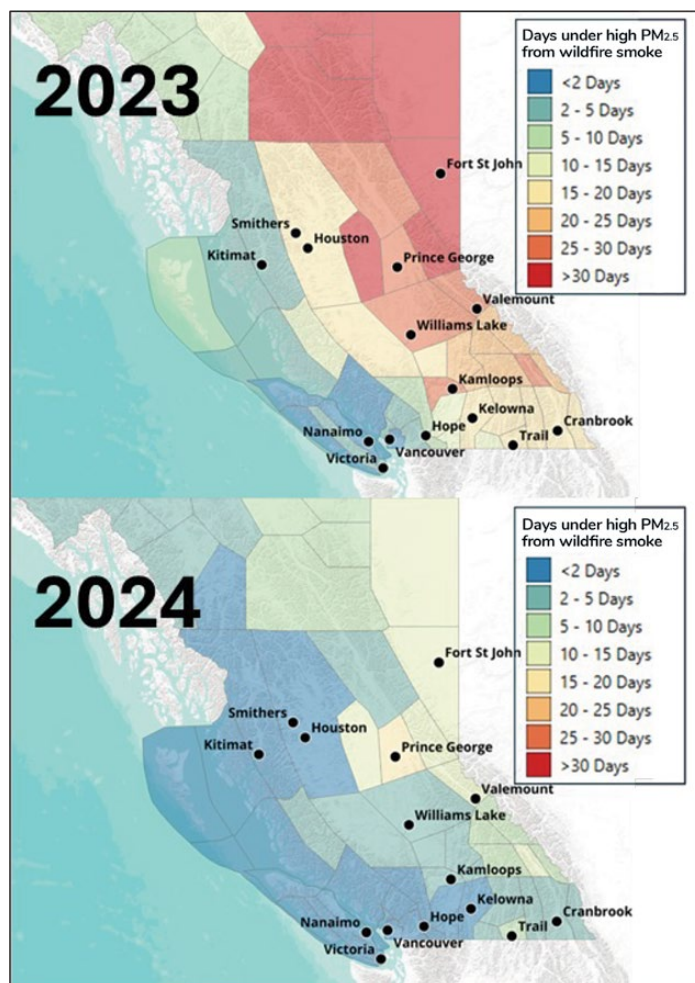 2023
Days under high PM2.5
from wildfire smoke
<2 Days
2 - 5 Days
5 - 10 Days
10 - 15 Days
15 - 20 Days
20 - 25 Days
25 - 30 Days
>30 Days
Fort St John
Smithers
Houston
Kitimat
Prince George
Valemount
Williams Lake
Kamloops
Kelowna
Hope
Cranbrook
Nanaimo
Trail
Vancouver
Victoria
2024
Days under high PM2.5
from wildfire smoke
<2 Days
2 - 5 Days
5 - 10 Days
10 - 15 Days
15 - 20 Days
20 - 25 Days
25 - 30 Days
>30 Days
Fort St John
Smithers
Houston
Kitimat
Prince George
Valemount
Williams Lake
Kamloops
Kelowna
Hope
Cranbrook
Nanaimo
Trail
Vancouver
Victoria